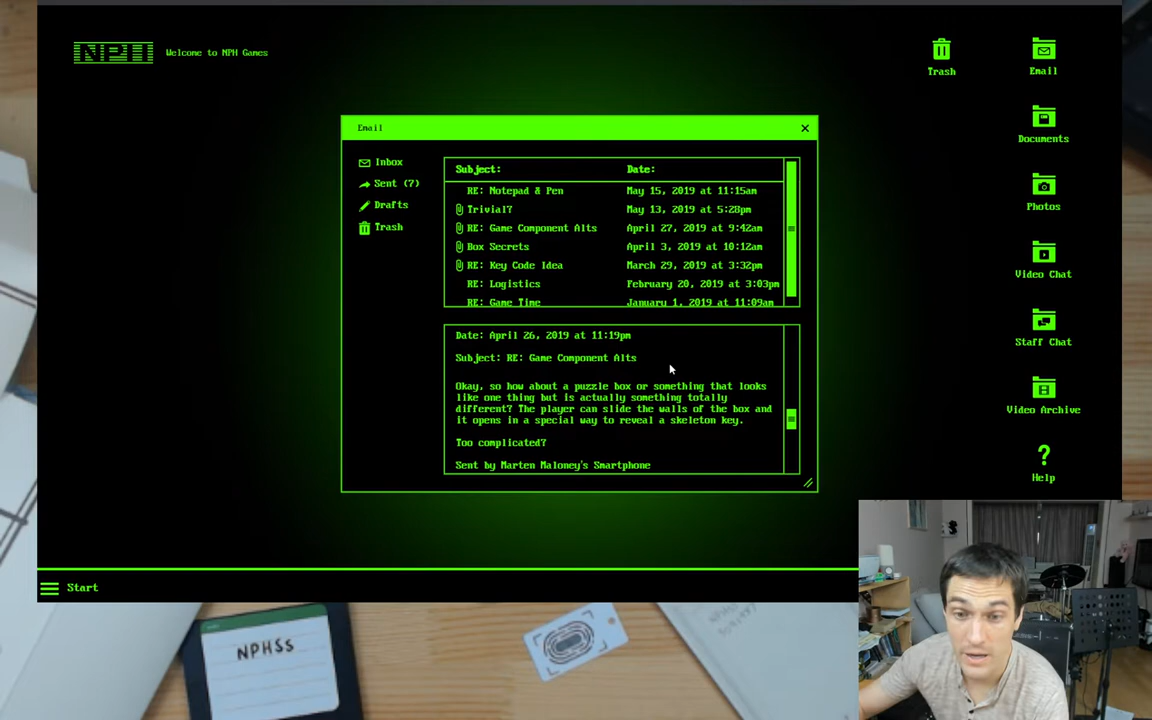 NPH
Welcome to NPH Games
Trash
Email
Documents
Photos
Video Chat
Staff Chat
Video Archive
?
Help
Email
Inbox
Sent (7)
Drafts
Trash
Subject: Date:
RE: Notepad & Pen May 15, 2019 at 11:15am
Trivial? May 13, 2019 at 5:28pm
RE: Game Component Alts April 27, 2019 at 9:42am
Box Secrets April 3, 2019 at 10:12am
RE: Key Code Idea March 29, 2019 at 3:32pm
RE: Logistics February 20, 2019 at 3:03pm
RE: Game Time January 1, 2019 at 11:09am
Date: April 26, 2019 at 11:19pm
Subject: RE: Game Component Alts
Okay, so how about a puzzle box or something that looks
like one thing but is actually something totally
different? The player can slide the walls of the box and
it opens in a special way to reveal a skeleton key.
Too complicated?
Sent by Marten Maloney's Smartphone
Start
NPHSs